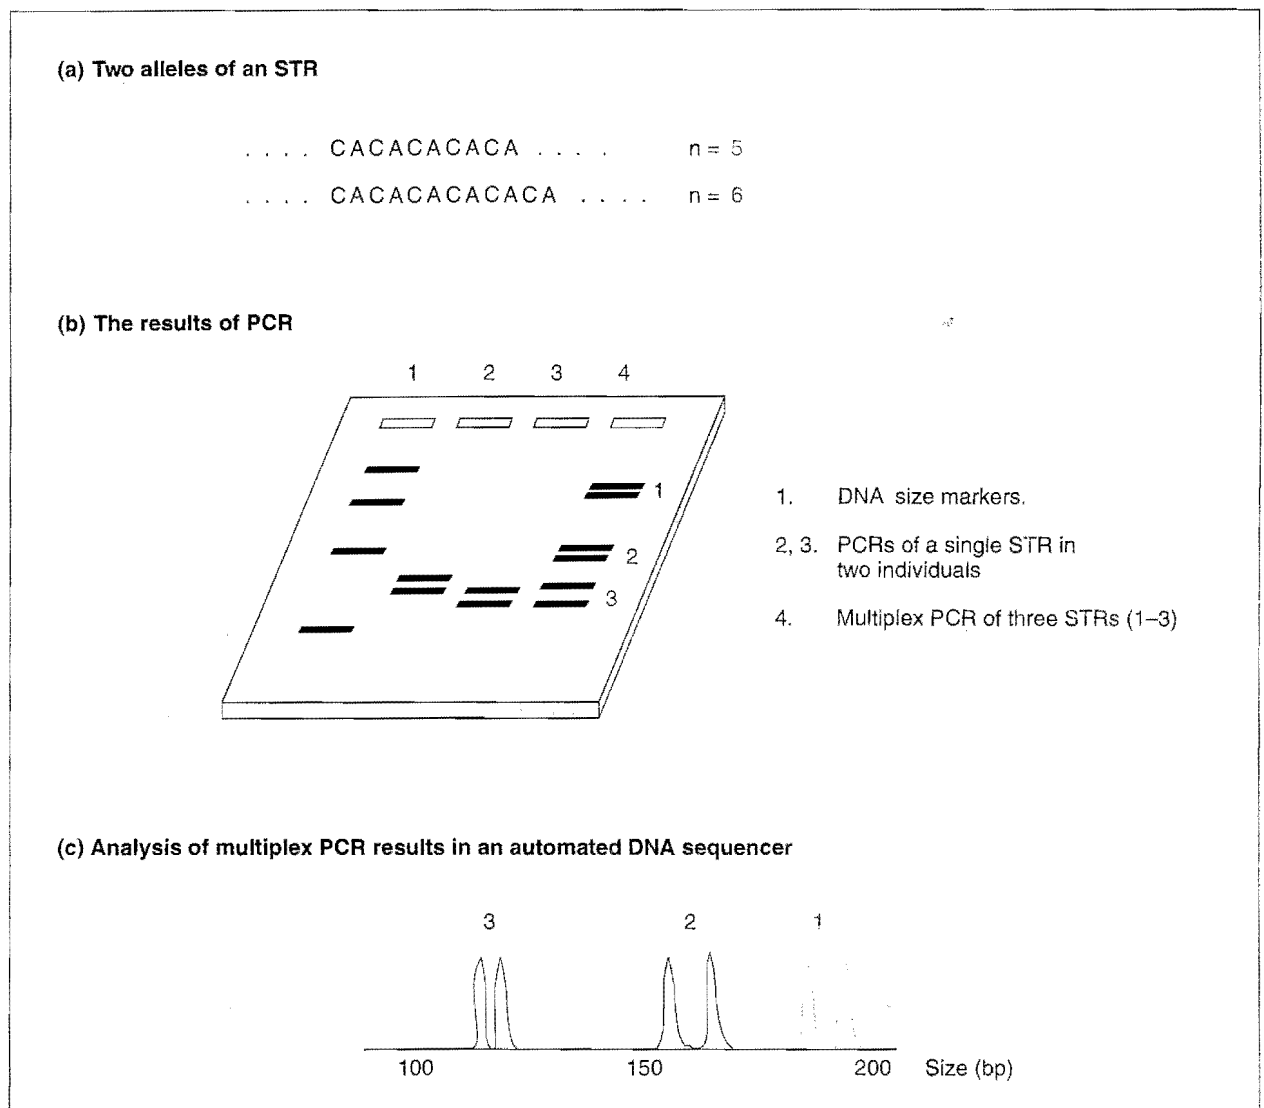 (a) Two alleles of an STR
. . . . CACACACACA . . . . n = 5
. . . . CACACACACACA . . . . n = 6
(b) The results of PCR
1 2 3 4
1
2
3
1. DNA size markers.
2, 3. PCRs of a single STR in
two individuals
4. Multiplex PCR of three STRs (1–3)
(c) Analysis of multiplex PCR results in an automated DNA sequencer
3 2 1
100 150 200 Size (bp)